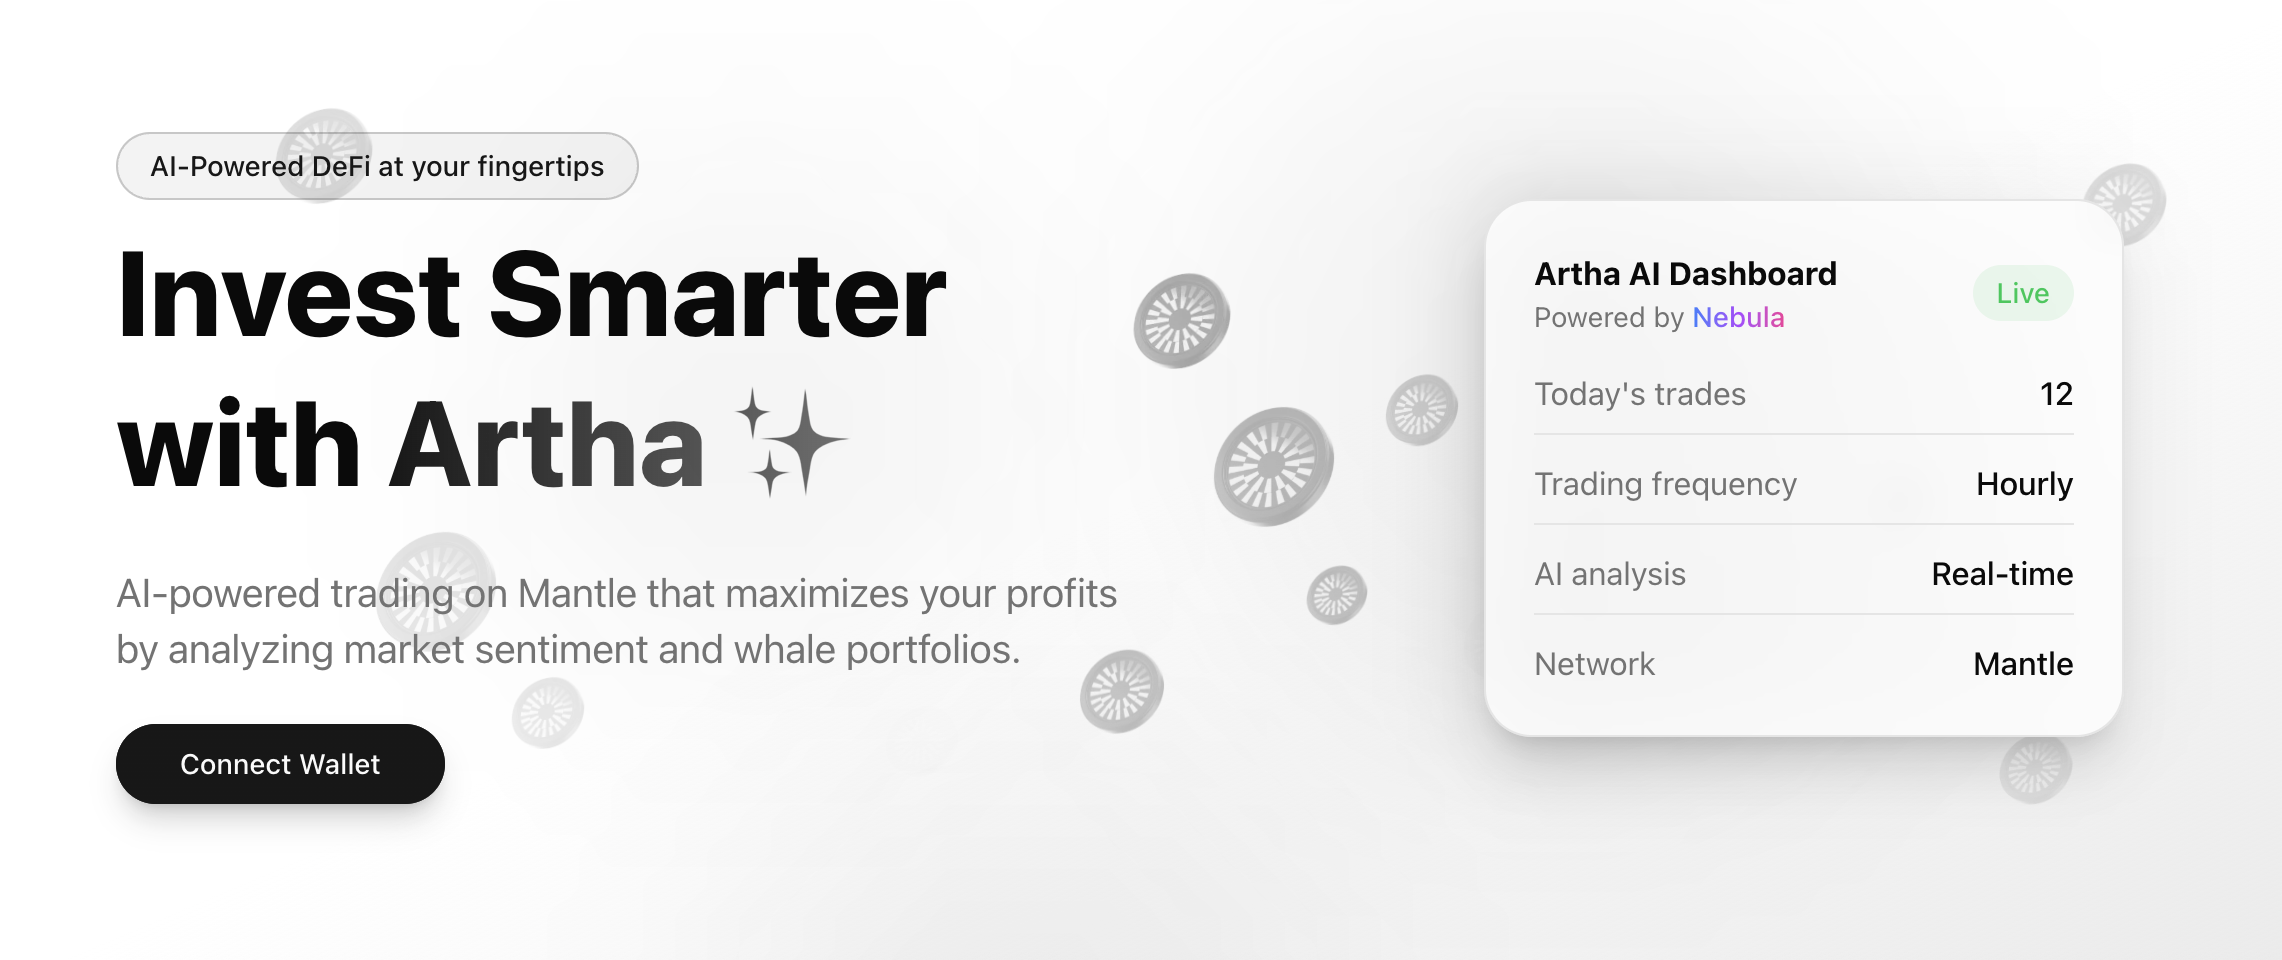 AI-Powered DeFi at your fingertips
Invest Smarter
with Artha
AI-powered trading on Mantle that maximizes your profits
by analyzing market sentiment and whale portfolios.
Connect Wallet
Artha AI Dashboard
Powered by Nebula
Live
Today's trades 12
Trading frequency Hourly
AI analysis Real-time
Network Mantle